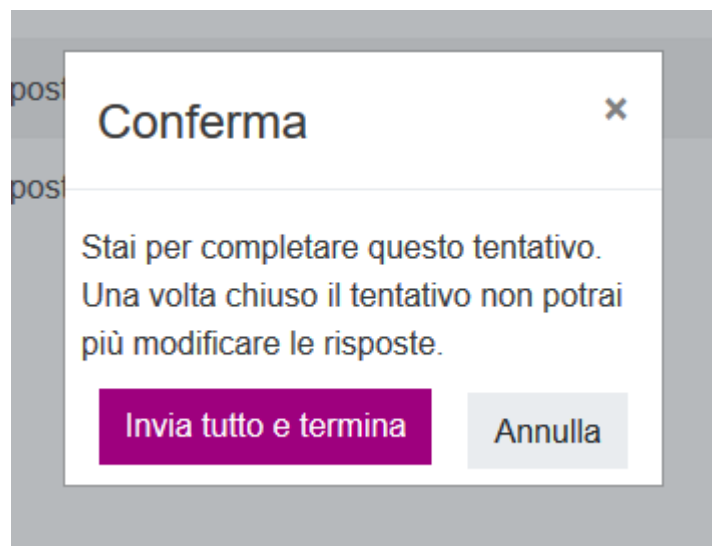 Conferma
×
Stai per completare questo tentativo.
Una volta chiuso il tentativo non potrai
più modificare le risposte.
Invia tutto e termina
Annulla